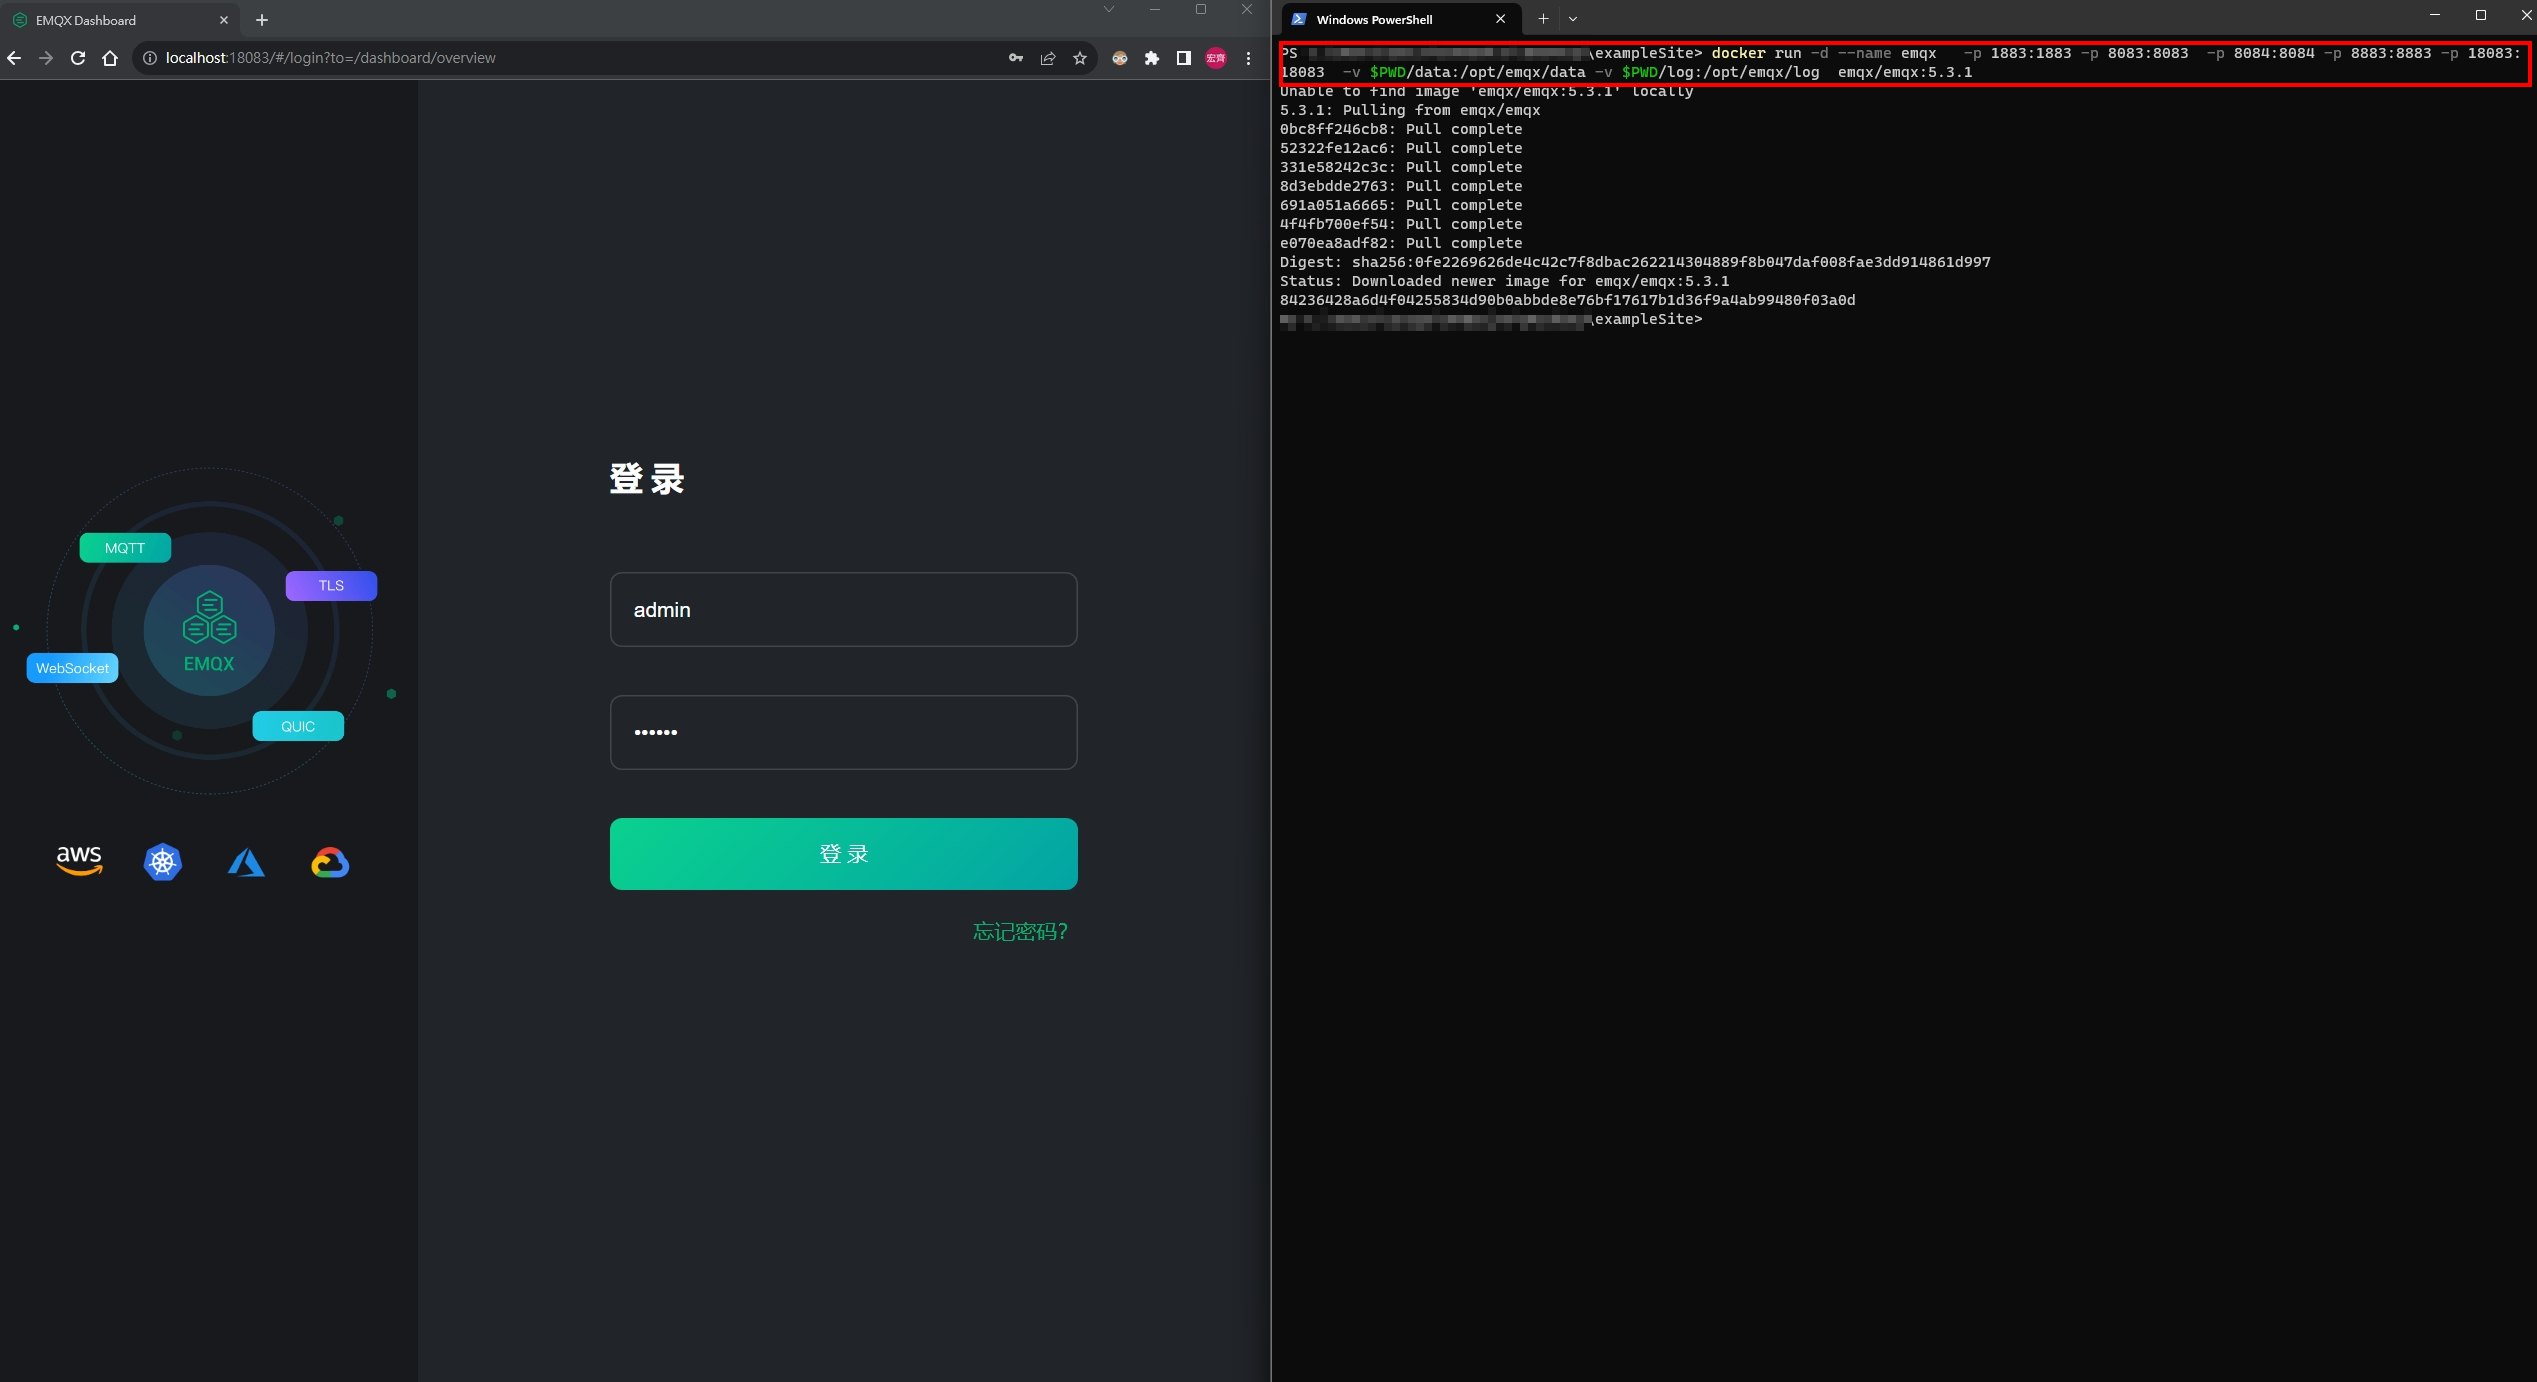 EMQX Dashboard
localhost:18083/#/login?to=/dashboard/overview
宏齊
MQTT
TLS
EMQX
WebSocket
QUIC
aws
登录
admin
••••••
登录
忘记密码?
Windows PowerShell
PS \exampleSite> docker run -d --name emqx   -p 1883:1883 -p 8083:8083  -p 8084:8084 -p 8883:8883 -p 18083:
18083  -v $PWD/data:/opt/emqx/data -v $PWD/log:/opt/emqx/log  emqx/emqx:5.3.1
Unable to find image 'emqx/emqx:5.3.1' locally
5.3.1: Pulling from emqx/emqx
0bc8ff246cb8: Pull complete
52322fe12ac6: Pull complete
331e58242c3c: Pull complete
8d3ebdde2763: Pull complete
691a051a6665: Pull complete
4f4fb700ef54: Pull complete
e070ea8adf82: Pull complete
Digest: sha256:0fe2269626de4c42c7f8dbac262214304889f8b047daf008fae3dd914861d997
Status: Downloaded newer image for emqx/emqx:5.3.1
84236428a6d4f04255834d90b0abbde8e76bf17617b1d36f9a4ab99480f03a0d
\exampleSite>